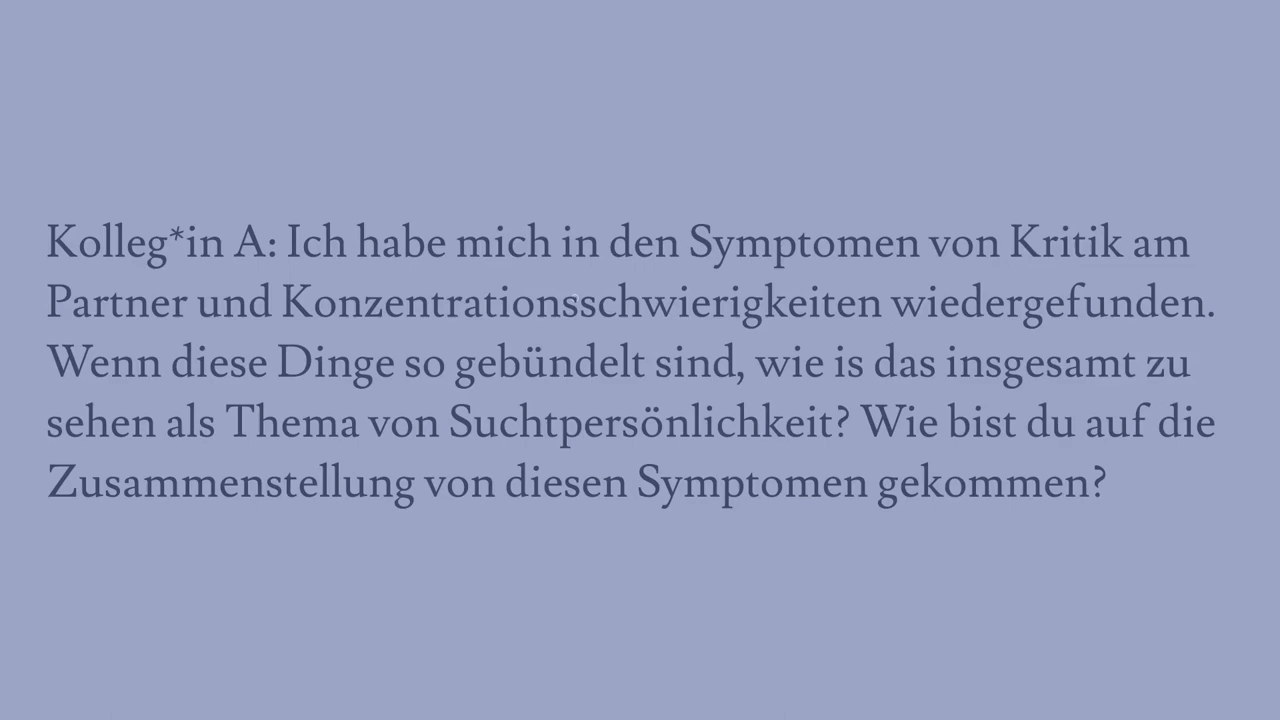 Kolleg*in A: Ich habe mich in den Symptomen von Kritik am
Partner und Konzentrationsschwierigkeiten wiedergefunden.
Wenn diese Dinge so gebündelt sind, wie is das insgesamt zu
sehen als Thema von Suchtpersönlichkeit? Wie bist du auf die
Zusammenstellung von diesen Symptomen gekommen?